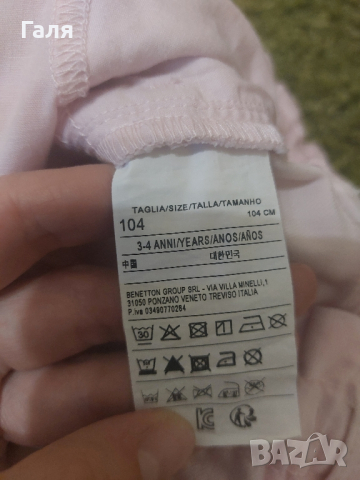 Галя
TAGLIA/SIZE/TALLA/TAMANHO
104 104 CM
3-4 ANNI/YEARS/ANOS/AÑOS
中国 대한민국
BENETTON GROUP SRL - VIA VILLA MINELLI,1
31050 PONZANO VENETO TREVISO ITALIA
P.iva 03490770264
30
BAZAR
bg